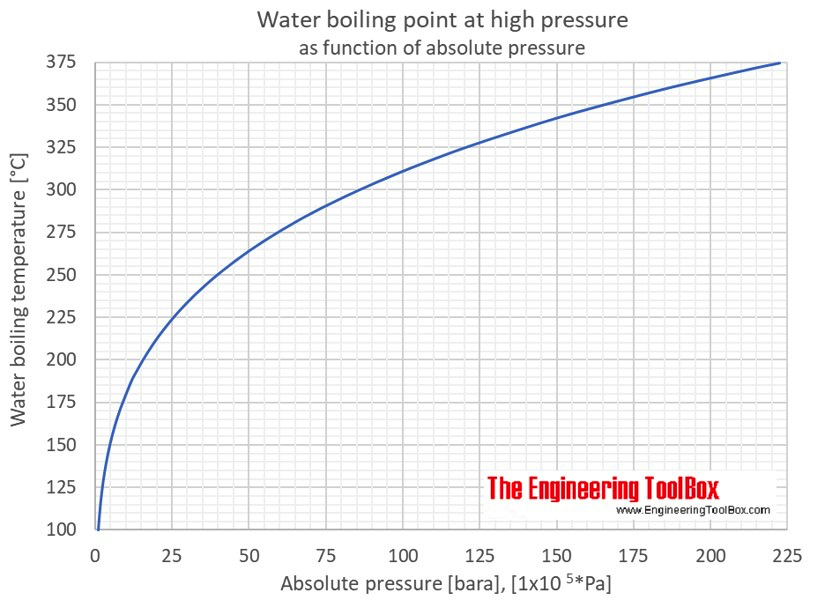 Water boiling point at high pressure
as function of absolute pressure
Water boiling temperature [°C]
375
350
325
300
275
250
225
200
175
150
125
100
The Engineering ToolBox
www.EngineeringToolBox.com
0 25 50 75 100 125 150 175 200 225
Absolute pressure [bara], [1x10 ⁵*Pa]